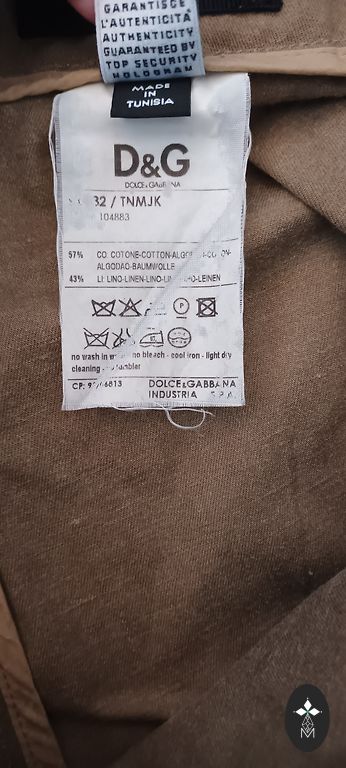 GARANTISCE
L'AUTENTICITA'
AUTHENTICITY
GUARANTEED BY
TOP SECURITY
HOLOGRAM
MADE
IN
TUNISIA
D&G
DOLCE & GABBANA
32 / TNMJK
104883
57% CO: COTONE-COTTON-
ALGODAO-BAUMWOLLE
43% LI: LINO-LINEN-LINO- -LEINEN
P
no wash in no bleach - cool iron - light dry
cleaning -
CP: 6813 DOLCE&GABBANA
INDUSTRIA S.P.A.
M